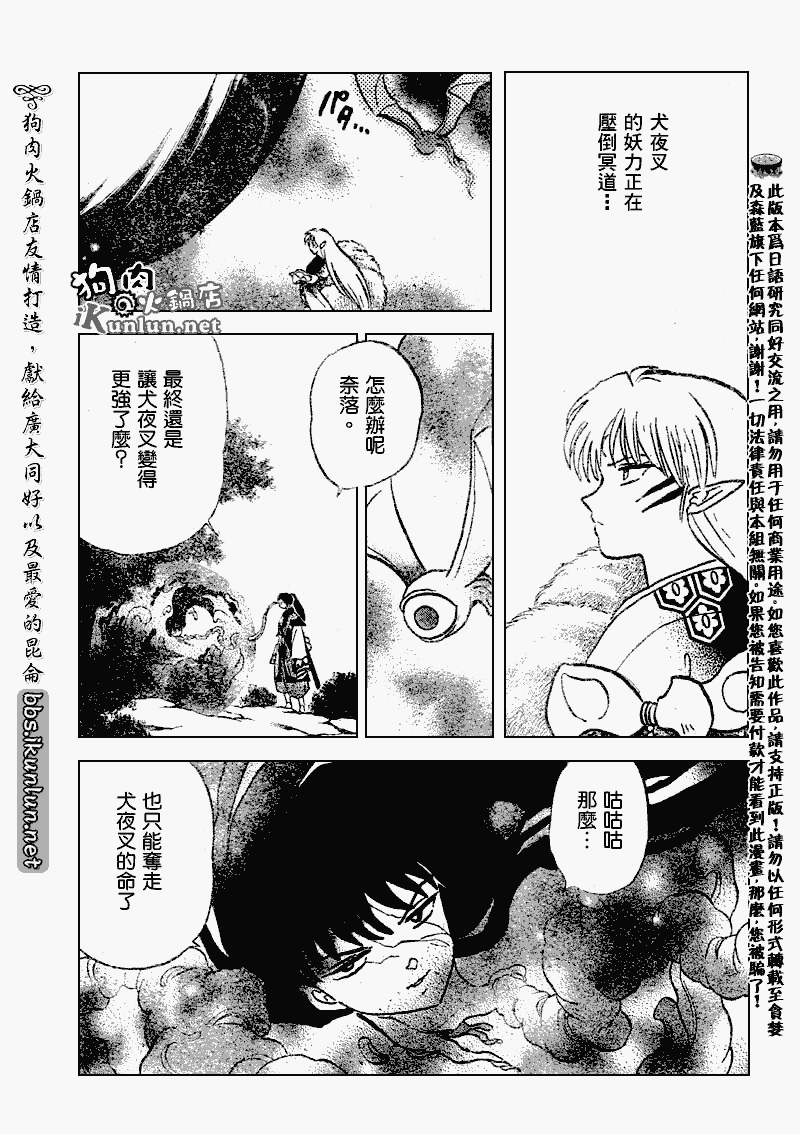 犬夜叉
的妖力正在
壓倒冥道…
怎麼辦呢
奈落。
最終還是
讓犬夜叉變得
更強了麼？
咕咕咕
那麼…
也只能奪走
犬夜叉的命了
狗肉火鍋店
iKunlun.net
狗肉火鍋店友情打造，獻給廣大同好以及最愛的昆侖
bbs.ikunlun.net
此版本爲日語研究同好交流之用，請勿用于任何商業用途。如您喜歡此作品，請支持正版！請勿以任何形式轉載至貪婪
及森藍旗下任何網站，謝謝！一切法律責任與本組無關。如果您被告知需要付款才能看到此漫畫，那麼，您被騙了！